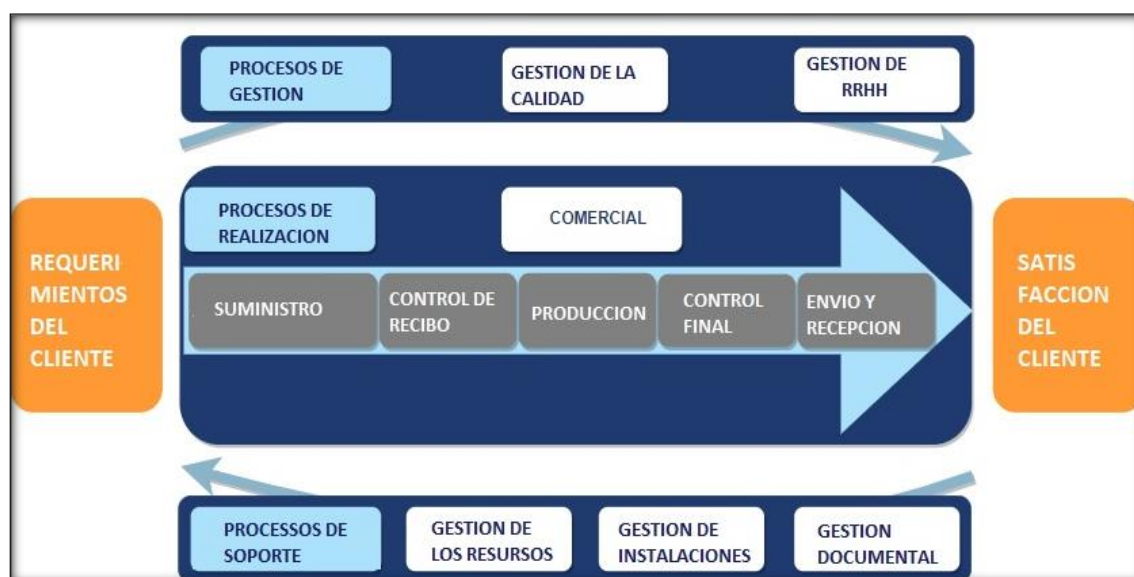 PROCESOS DE
GESTION
GESTION DE LA
CALIDAD
GESTION DE
RRHH
REQUERI
MIENTOS
DEL
CLIENTE
PROCESOS DE
REALIZACION
COMERCIAL
SUMINISTRO
CONTROL DE
RECIBO
PRODUCCION
CONTROL
FINAL
ENVIO Y
RECEPCION
SATIS
FACCION
DEL
CLIENTE
PROCESSOS DE
SOPORTE
GESTION DE
LOS RESURSOS
GESTION DE
INSTALACIONES
GESTION
DOCUMENTAL